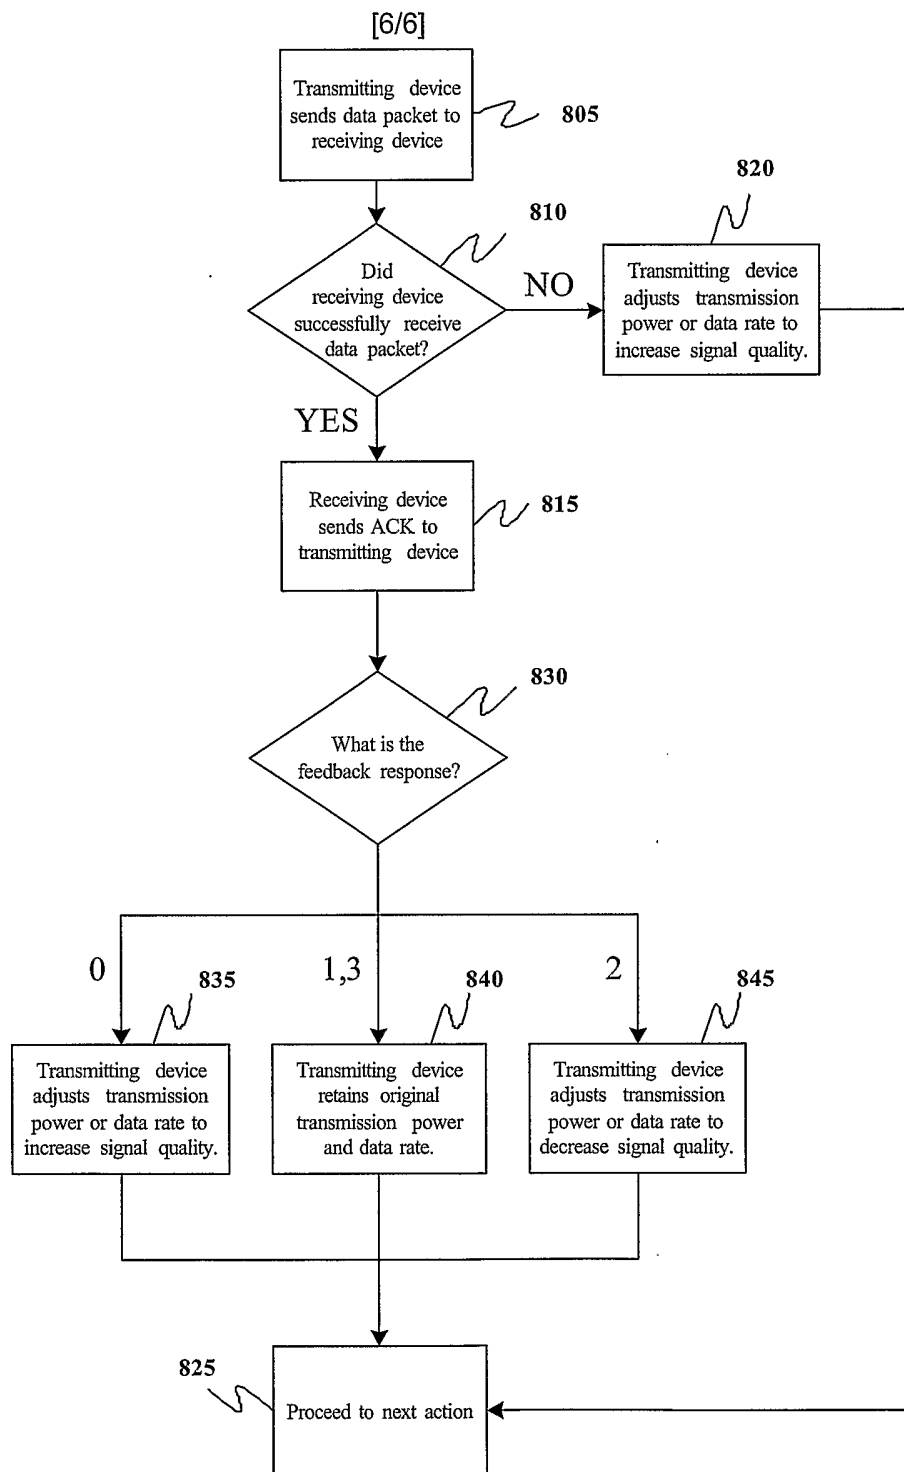 [6/6]
Transmitting device
sends data packet to
receiving device
805
820
810
Did
receiving device
successfully receive
data packet?
NO
Transmitting device
adjusts transmission
power or data rate to
increase signal quality.
YES
Receiving device
sends ACK to
transmitting device
815
830
What is the
feedback response?
0
835
1,3
840
2
845
Transmitting device
adjusts transmission
power or data rate to
increase signal quality.
Transmitting device
retains original
transmission power
and data rate.
Transmitting device
adjusts transmission
power or data rate to
decrease signal quality.
825
Proceed to next action